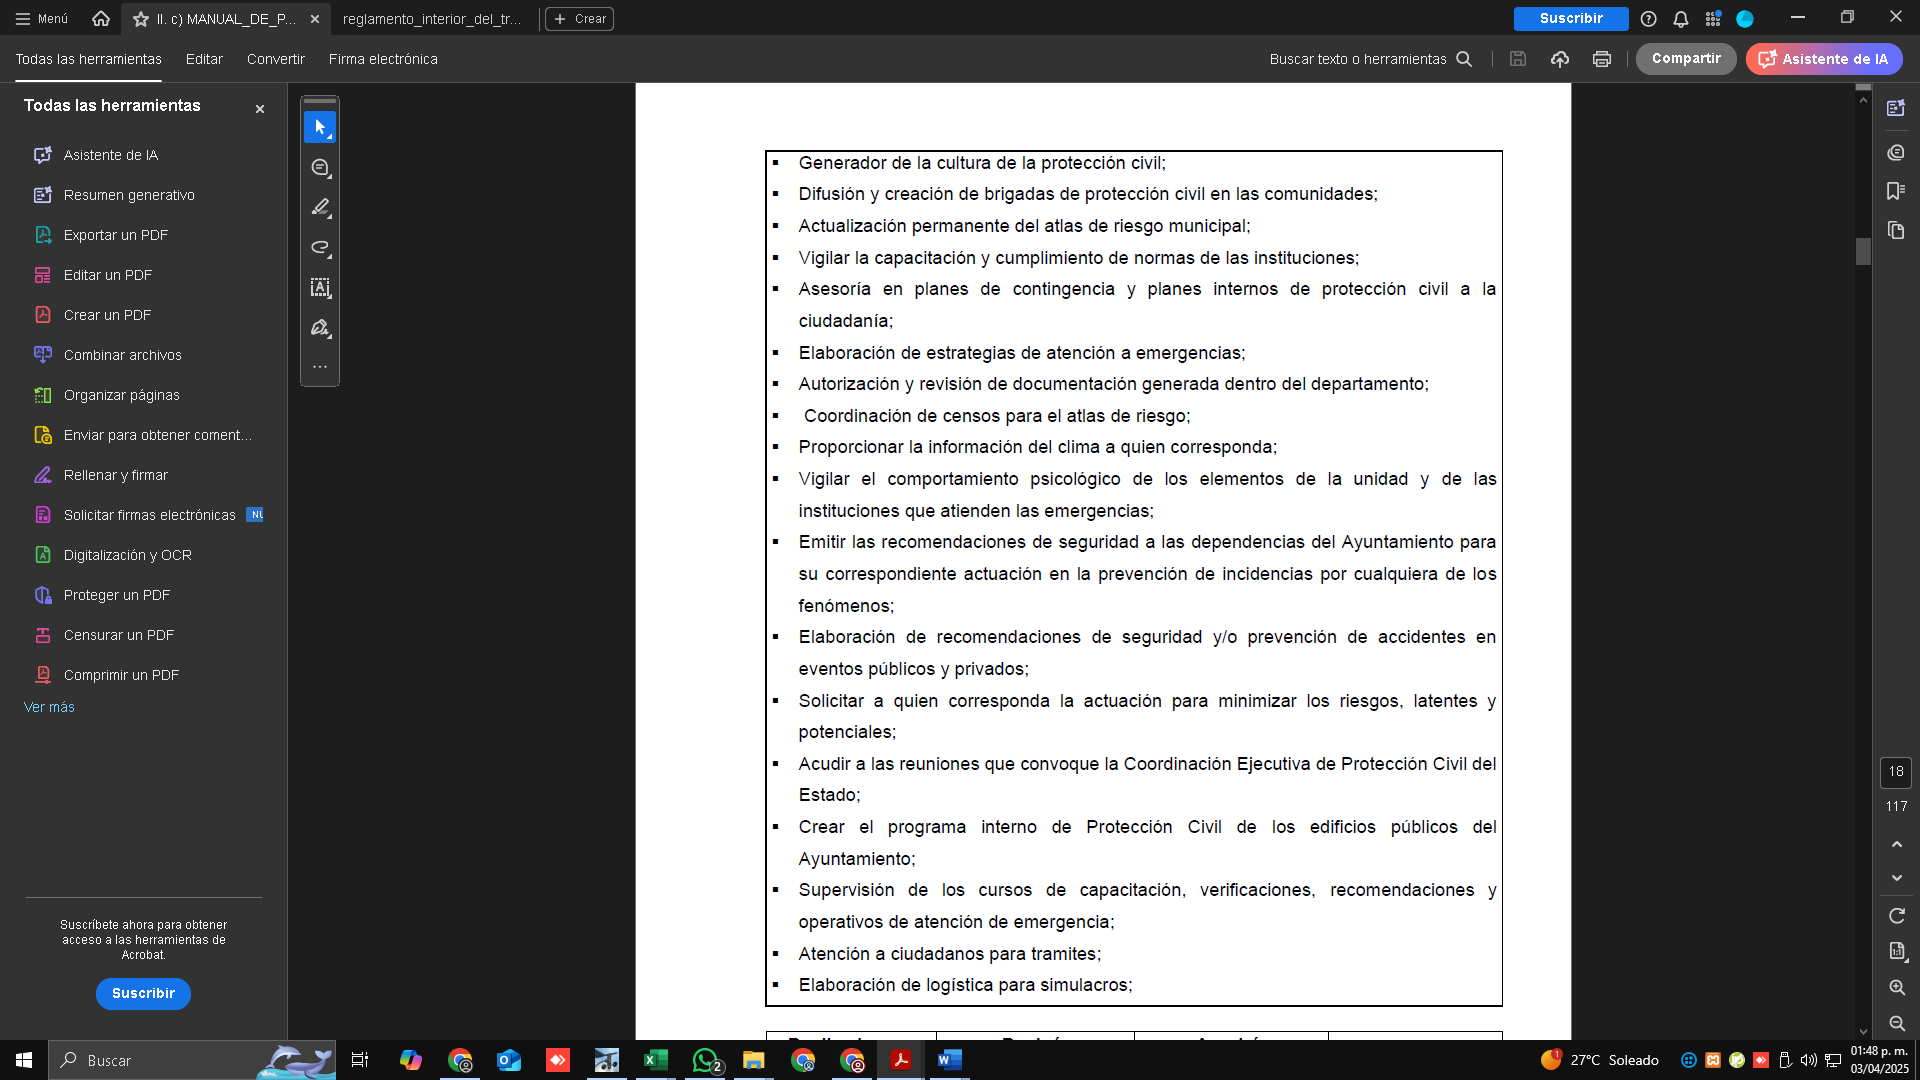 Menú
II. c) MANUAL_DE_P...
reglamento_interior_del_tr...
Crear
Suscribir
Todas las herramientas
Editar
Convertir
Firma electrónica
Buscar texto o herramientas
Compartir
Asistente de IA
Todas las herramientas
Asistente de IA
Resumen generativo
Exportar un PDF
Editar un PDF
Crear un PDF
Combinar archivos
Organizar páginas
Enviar para obtener coment...
Rellenar y firmar
Solicitar firmas electrónicas
Digitalización y OCR
Proteger un PDF
Censurar un PDF
Comprimir un PDF
Ver más
Suscríbete ahora para obtener
acceso a las herramientas de
Acrobat.
Suscribir
▪ Generador de la cultura de la protección civil;
▪ Difusión y creación de brigadas de protección civil en las comunidades;
▪ Actualización permanente del atlas de riesgo municipal;
▪ Vigilar la capacitación y cumplimiento de normas de las instituciones;
▪ Asesoría en planes de contingencia y planes internos de protección civil a la
ciudadanía;
▪ Elaboración de estrategias de atención a emergencias;
▪ Autorización y revisión de documentación generada dentro del departamento;
▪ Coordinación de censos para el atlas de riesgo;
▪ Proporcionar la información del clima a quien corresponda;
▪ Vigilar el comportamiento psicológico de los elementos de la unidad y de las
instituciones que atienden las emergencias;
▪ Emitir las recomendaciones de seguridad a las dependencias del Ayuntamiento para
su correspondiente actuación en la prevención de incidencias por cualquiera de los
fenómenos;
▪ Elaboración de recomendaciones de seguridad y/o prevención de accidentes en
eventos públicos y privados;
▪ Solicitar a quien corresponda la actuación para minimizar los riesgos, latentes y
potenciales;
▪ Acudir a las reuniones que convoque la Coordinación Ejecutiva de Protección Civil del
Estado;
▪ Crear el programa interno de Protección Civil de los edificios públicos del
Ayuntamiento;
▪ Supervisión de los cursos de capacitación, verificaciones, recomendaciones y
operativos de atención de emergencia;
▪ Atención a ciudadanos para tramites;
▪ Elaboración de logística para simulacros;
18
117
Buscar
2
1
27°C Soleado
01:48 p. m.
03/04/2025